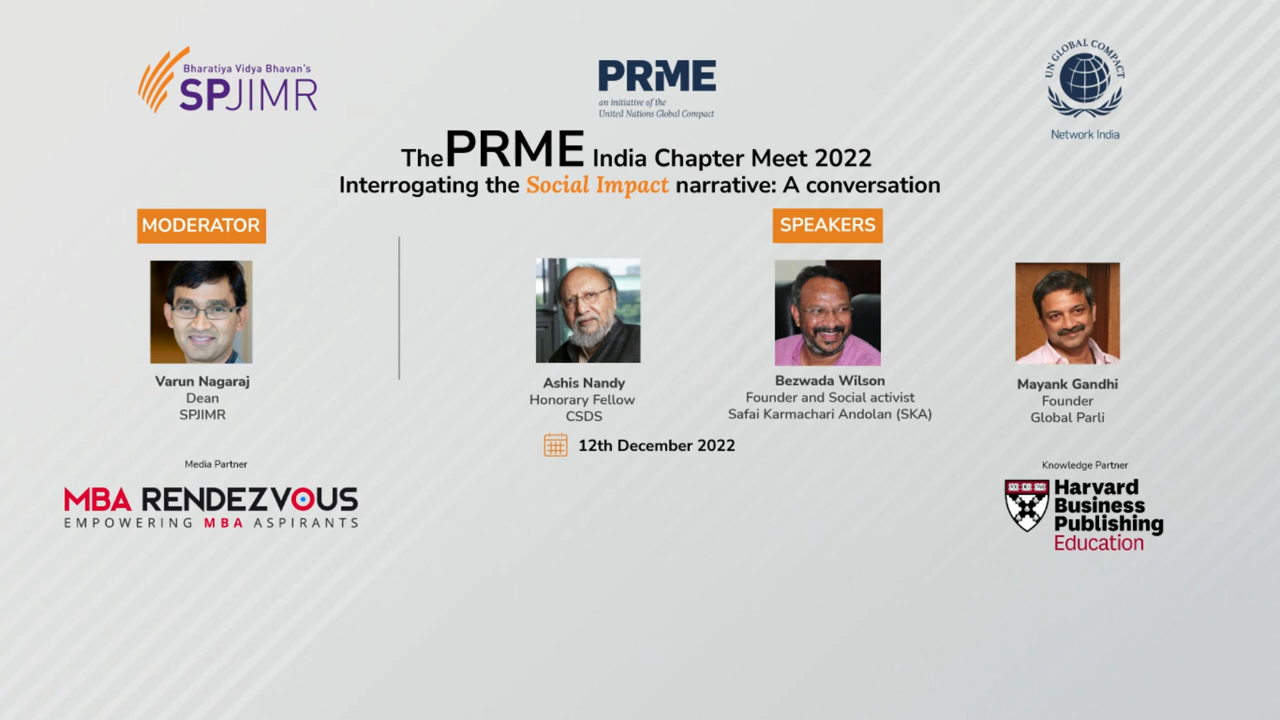 Bharatiya Vidya Bhavan's
SPJIMR
PRiME
an initiative of the
United Nations Global Compact
UN GLOBAL COMPACT
Network India
The PRME India Chapter Meet 2022
Interrogating the Social Impact narrative: A conversation
MODERATOR
SPEAKERS
Varun Nagaraj
Dean
SPJIMR
Ashis Nandy
Honorary Fellow
CSDS
Bezwada Wilson
Founder and Social activist
Safai Karmachari Andolan (SKA)
Mayank Gandhi
Founder
Global Parli
12th December 2022
Media Partner
MBA RENDEZVOUS
EMPOWERING MBA ASPIRANTS
Knowledge Partner
Harvard
Business
Publishing
Education